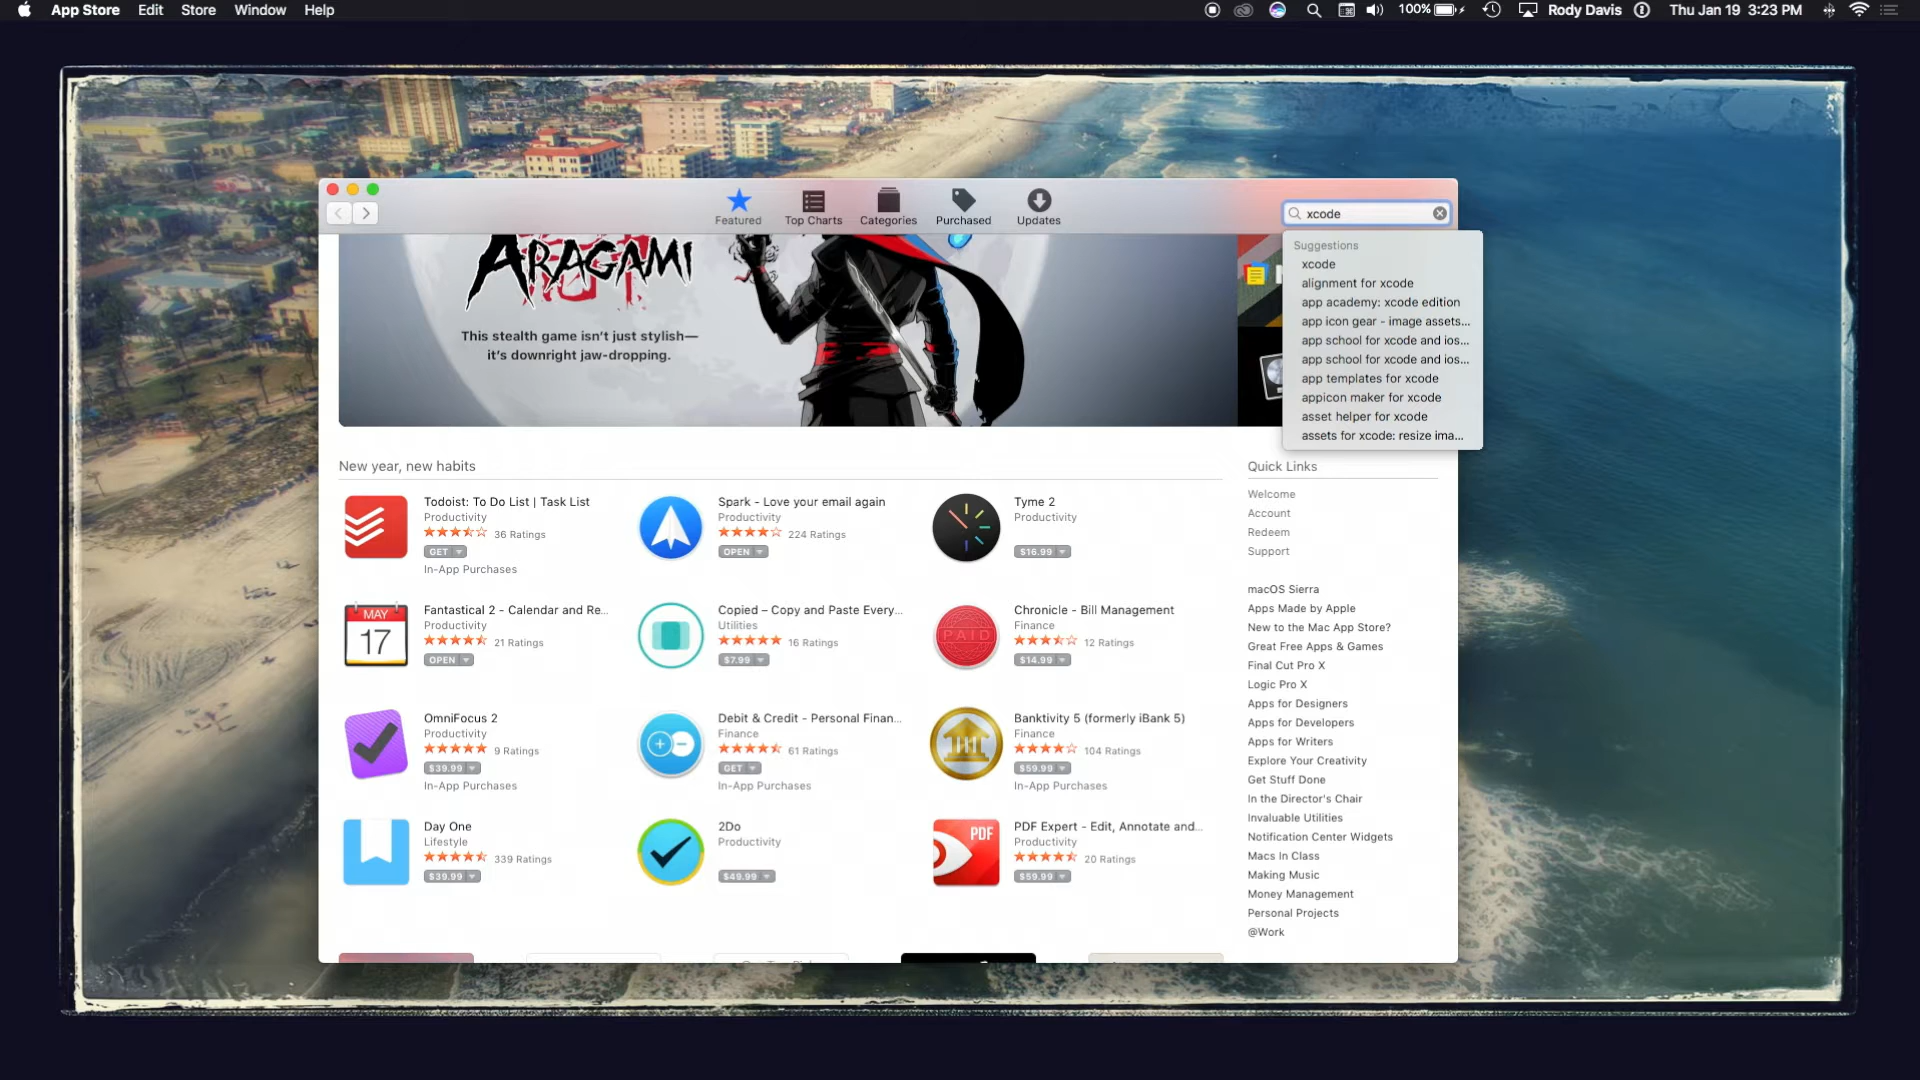 App Store Edit Store Window Help
100% Rody Davis Thu Jan 19 3:23 PM
Featured Top Charts Categories Purchased Updates
xcode
Suggestions
xcode
alignment for xcode
app academy: xcode edition
app icon gear - image assets...
app school for xcode and ios...
app school for xcode and ios...
app templates for xcode
appicon maker for xcode
asset helper for xcode
assets for xcode: resize ima...
ARAGAMI
This stealth game isn't just stylish—
it's downright jaw-dropping.
New year, new habits
Todoist: To Do List | Task List
Productivity
36 Ratings
GET
In-App Purchases
Spark - Love your email again
Productivity
224 Ratings
OPEN
Tyme 2
Productivity
$16.99
MAY
17
Fantastical 2 - Calendar and Re...
Productivity
21 Ratings
OPEN
Copied – Copy and Paste Every...
Utilities
16 Ratings
$7.99
PAID
Chronicle - Bill Management
Finance
12 Ratings
$14.99
OmniFocus 2
Productivity
9 Ratings
$39.99
In-App Purchases
Debit & Credit - Personal Finan...
Finance
61 Ratings
GET
In-App Purchases
Banktivity 5 (formerly iBank 5)
Finance
104 Ratings
$59.99
In-App Purchases
Day One
Lifestyle
339 Ratings
$39.99
2Do
Productivity
$49.99
PDF
PDF Expert - Edit, Annotate and...
Productivity
20 Ratings
$59.99
Quick Links
Welcome
Account
Redeem
Support
macOS Sierra
Apps Made by Apple
New to the Mac App Store?
Great Free Apps & Games
Final Cut Pro X
Logic Pro X
Apps for Designers
Apps for Developers
Apps for Writers
Explore Your Creativity
Get Stuff Done
In the Director's Chair
Invaluable Utilities
Notification Center Widgets
Macs In Class
Making Music
Money Management
Personal Projects
@Work